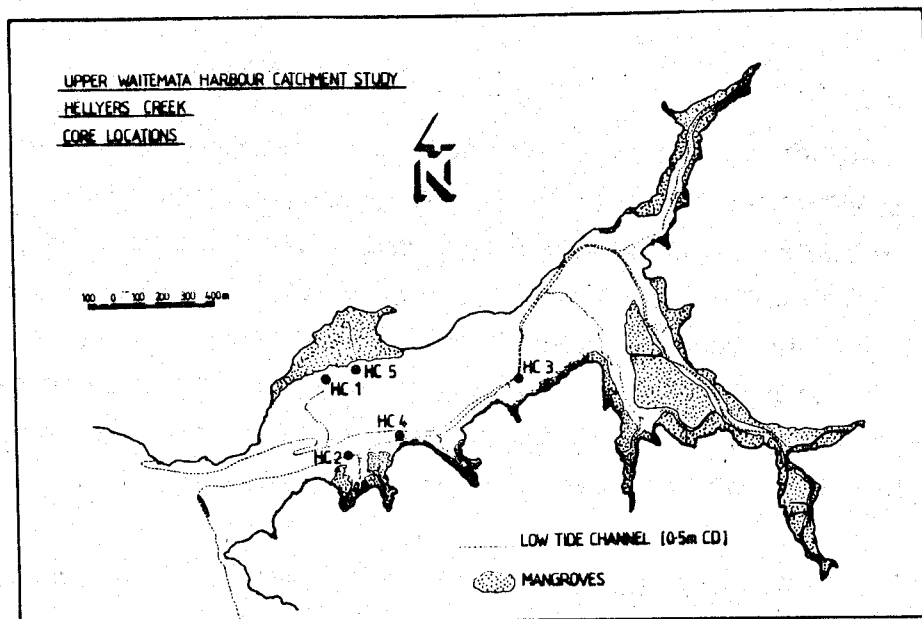 UPPER WAITEMATA HARBOUR CATCHMENT STUDY
HELLYERS CREEK
CORE LOCATIONS
N
100 0 100 200 300 400m
HC 5
HC 1
HC 3
HC 4
HC 2
LOW TIDE CHANNEL (0·5m CD)
MANGROVES